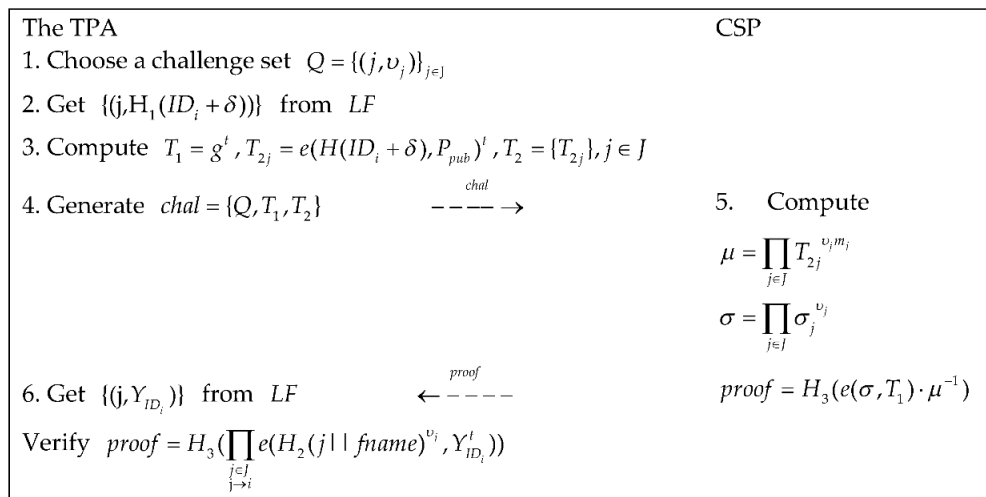 The TPA CSP
1. Choose a challenge set Q = {(j, υ_j)}_{j∈J}
2. Get {(j,H_1(ID_i + δ))} from LF
3. Compute T_1 = g^t , T_{2j} = e(H(ID_i + δ), P_{pub})^t , T_2 = {T_{2j}}, j ∈ J
4. Generate chal = {Q, T_1, T_2} chal ----→ 5. Compute
μ = ∏_{j∈J} T_{2j}^{υ_j m_j}
σ = ∏_{j∈J} σ_j^{υ_j}
6. Get {(j, Y_{ID_i})} from LF proof ←---- proof = H_3(e(σ, T_1) · μ^{-1})
Verify proof = H_3(∏_{j∈J j→i} e(H_2(j || fname)^{υ_j}, Y_{ID_i}^t))